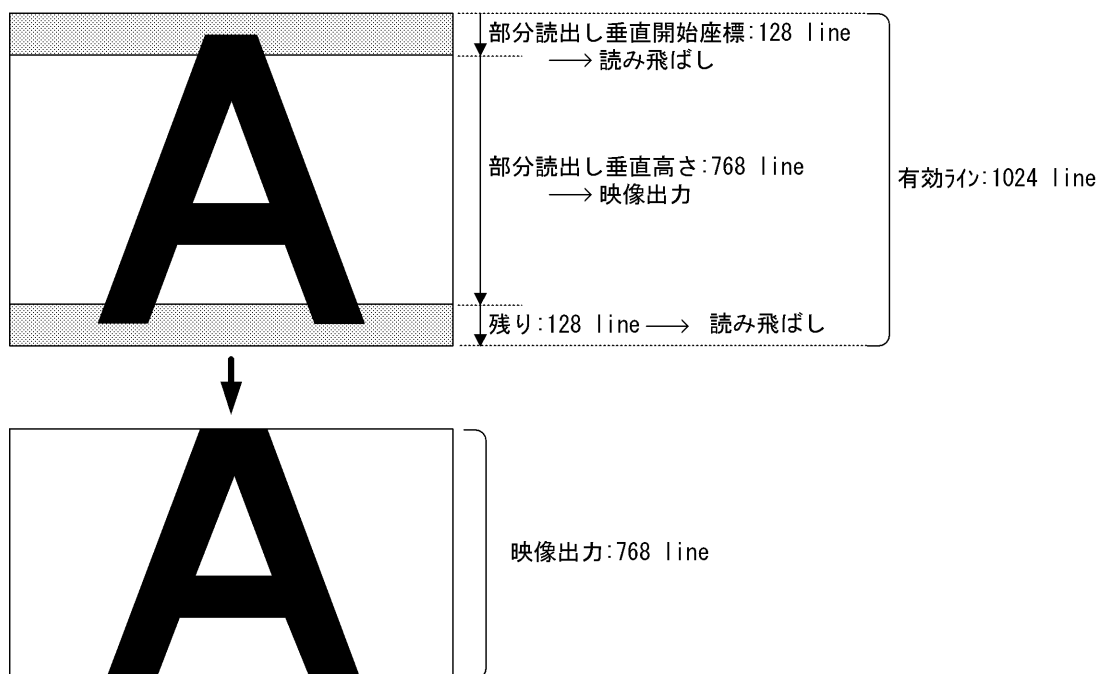 部分読出し垂直開始座標:128 line
→ 読み飛ばし
部分読出し垂直高さ:768 line
→ 映像出力
有効ﾗｲﾝ:1024 line
残り:128 line → 読み飛ばし
A
映像出力:768 line
A